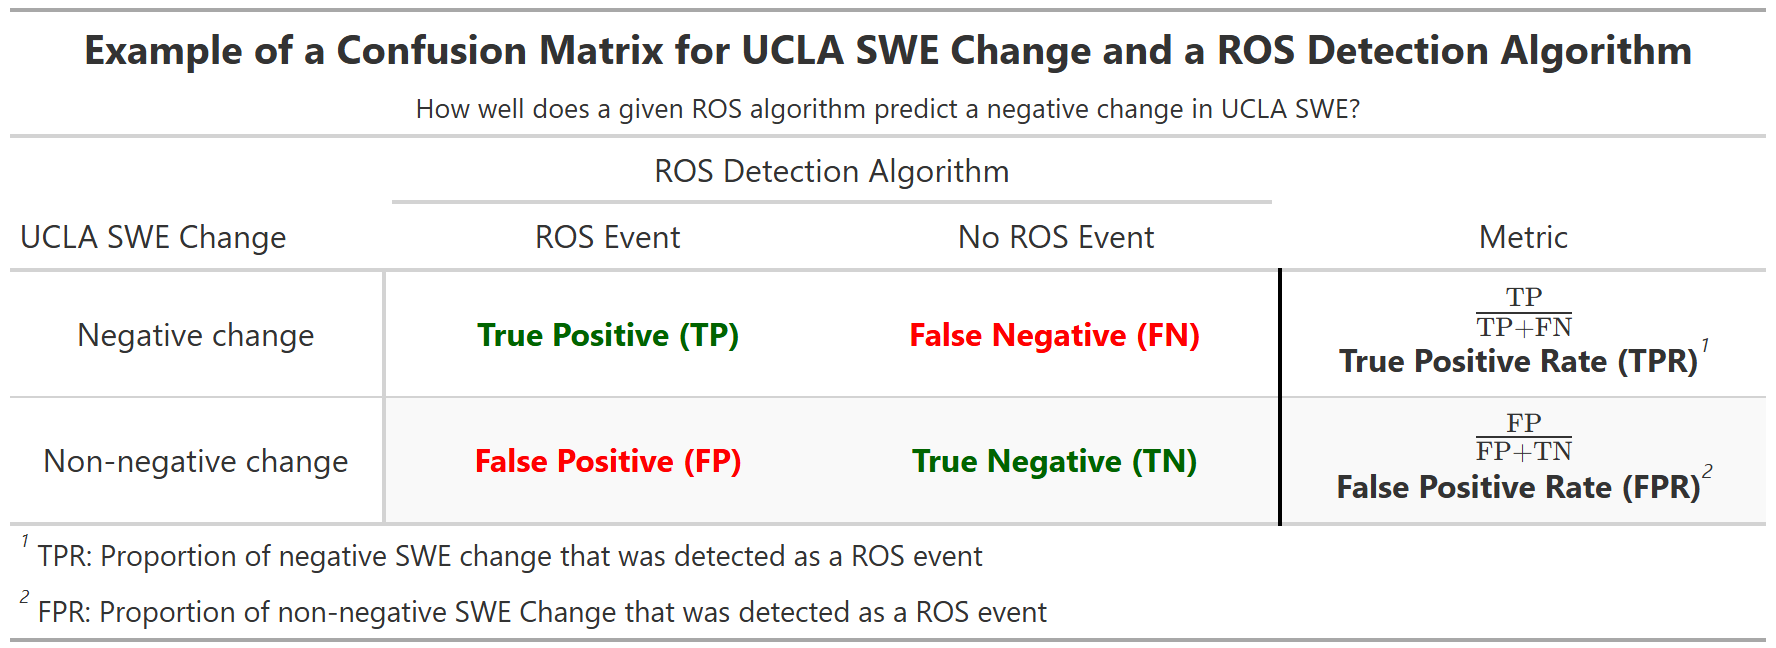 Example of a Confusion Matrix for UCLA SWE Change and a ROS Detection Algorithm
How well does a given ROS algorithm predict a negative change in UCLA SWE?
ROS Detection Algorithm
UCLA SWE Change ROS Event No ROS Event Metric
Negative change True Positive (TP) False Negative (FN) TP
TP+FN
True Positive Rate (TPR)1
Non-negative change False Positive (FP) True Negative (TN) FP
FP+TN
False Positive Rate (FPR)2
1 TPR: Proportion of negative SWE change that was detected as a ROS event
2 FPR: Proportion of non-negative SWE Change that was detected as a ROS event